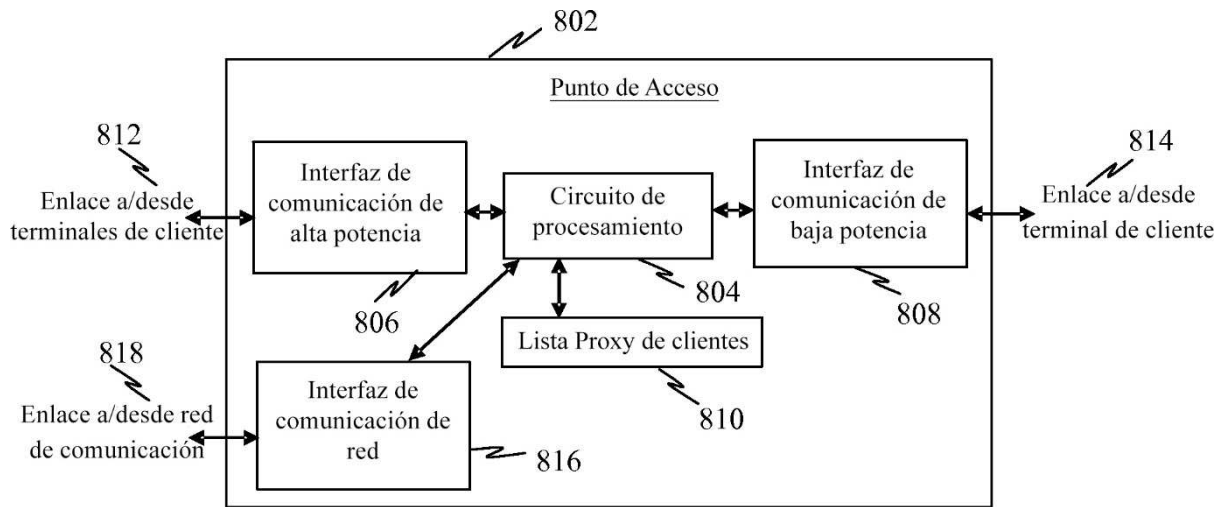 802
Punto de Acceso
812
Enlace a/desde
terminales de cliente
Interfaz de
comunicación de
alta potencia
806
Circuito de
procesamiento
804
Interfaz de
comunicación de
baja potencia
808
814
Enlace a/desde
terminal de cliente
Lista Proxy de clientes
810
818
Enlace a/desde red
de comunicación
Interfaz de
comunicación de
red
816